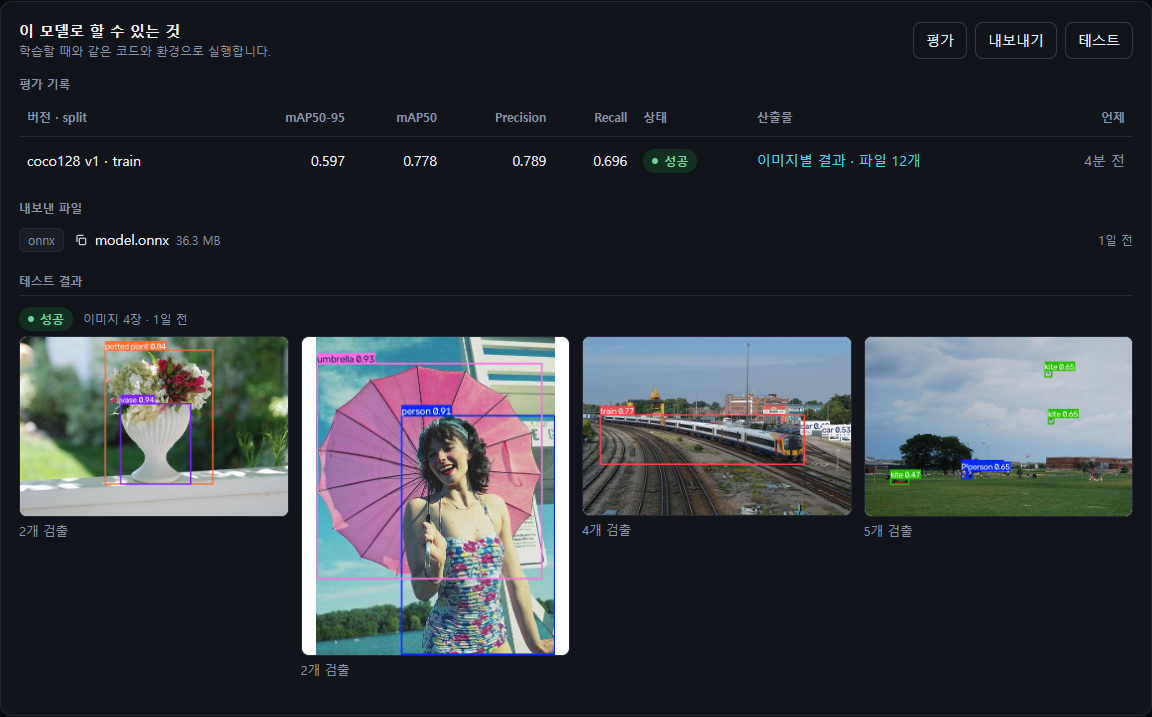 이 모델로 할 수 있는 것
학습할 때와 같은 코드와 환경으로 실행합니다.
평가 내보내기 테스트
평가 기록
버전 · split mAP50-95 mAP50 Precision Recall 상태 산출물 언제
coco128 v1 · train 0.597 0.778 0.789 0.696 성공 이미지별 결과 · 파일 12개 4분 전
내보낸 파일
onnx model.onnx 36.3 MB 1일 전
테스트 결과
성공 이미지 4장 · 1일 전
potted plant 0.84
vase 0.94
2개 검출
umbrella 0.93
person 0.91
2개 검출
train 0.77
car
car 0.53
4개 검출
kite 0.65
kite 0.65
kite 0.47
person 0.65
5개 검출